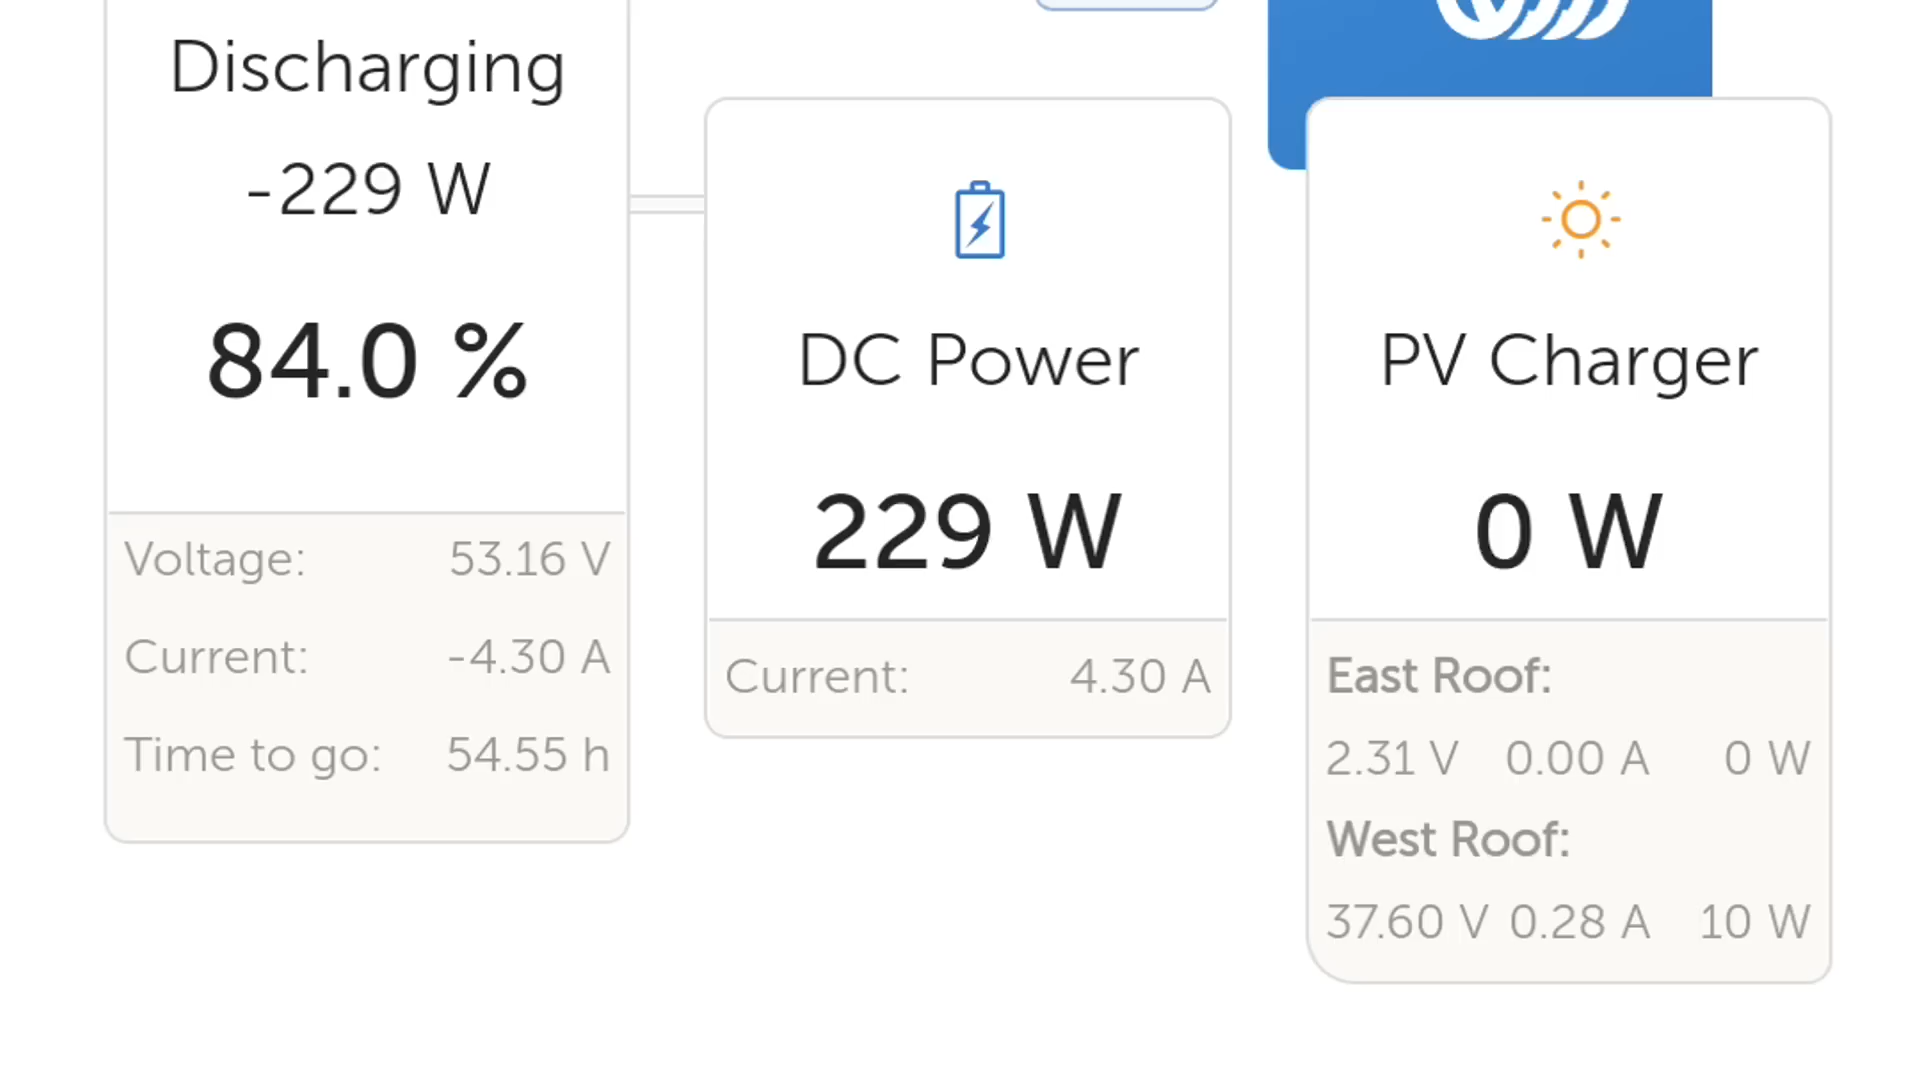 Discharging
-229 W
84.0 %
Voltage: 53.16 V
Current: -4.30 A
Time to go: 54.55 h
DC Power
229 W
Current: 4.30 A
PV Charger
0 W
East Roof:
2.31 V 0.00 A 0 W
West Roof:
37.60 V 0.28 A 10 W